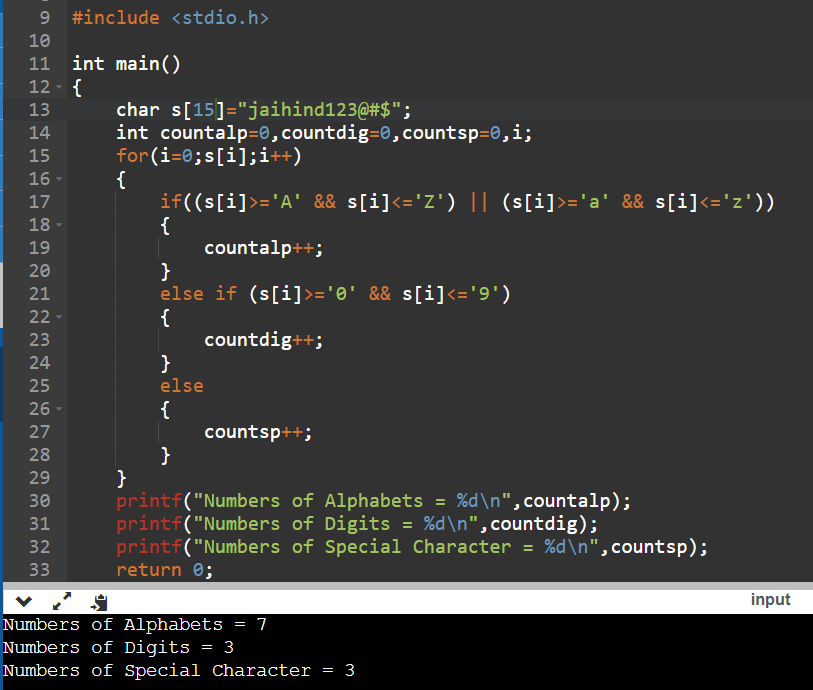 9 #include <stdio.h>
10
11 int main()
12 {
13     char s[15]="jaihind123@#$";
14     int countalp=0,countdig=0,countsp=0,i;
15     for(i=0;s[i];i++)
16     {
17         if((s[i]>='A' && s[i]<='Z') || (s[i]>='a' && s[i]<='z'))
18         {
19             countalp++;
20         }
21         else if (s[i]>='0' && s[i]<='9')
22         {
23             countdig++;
24         }
25         else
26         {
27             countsp++;
28         }
29     }
30     printf("Numbers of Alphabets = %d\n",countalp);
31     printf("Numbers of Digits = %d\n",countdig);
32     printf("Numbers of Special Character = %d\n",countsp);
33     return 0;
input
Numbers of Alphabets = 7
Numbers of Digits = 3
Numbers of Special Character = 3